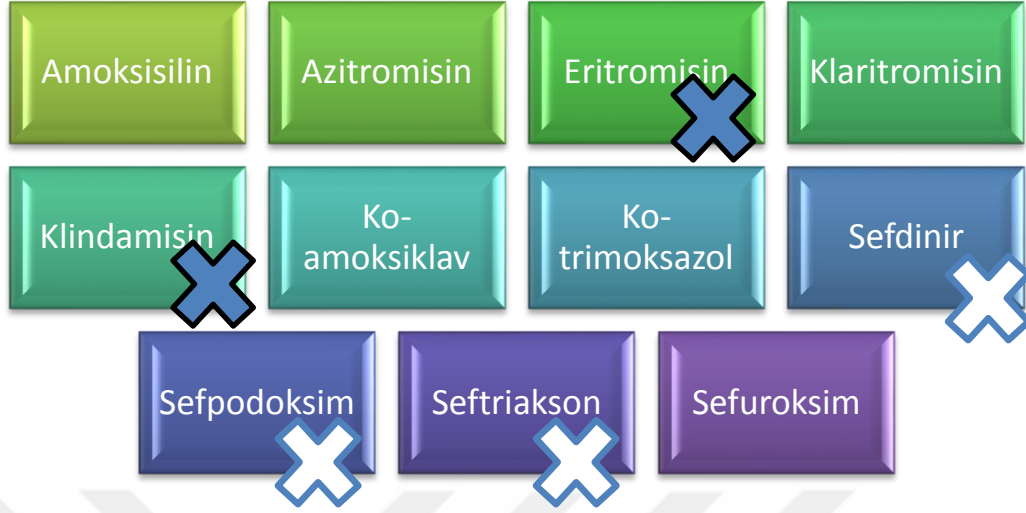 Amoksisilin
Azitromisin
Eritromisin
Klaritromisin
Klindamisin
Ko-
amoksiklav
Ko-
trimoksazol
Sefdinir
Sefpodoksim
Seftriakson
Sefuroksim